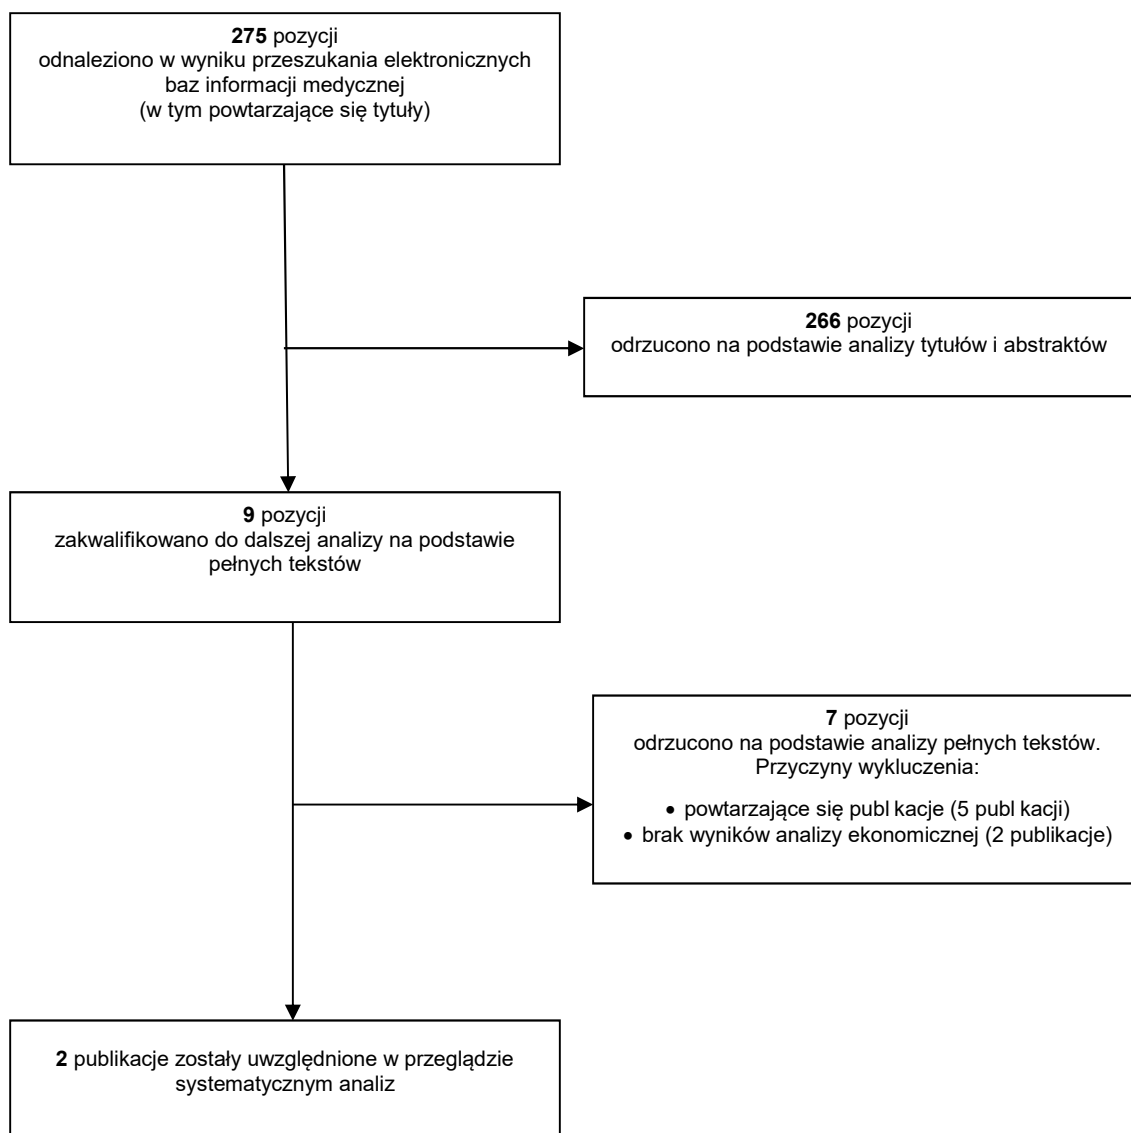 275 pozycji
odnaleziono w wyniku przeszukania elektronicznych
baz informacji medycznej
(w tym powtarzające się tytuły)
266 pozycji
odrzucono na podstawie analizy tytułów i abstraktów
9 pozycji
zakwalifikowano do dalszej analizy na podstawie
pełnych tekstów
7 pozycji
odrzucono na podstawie analizy pełnych tekstów.
Przyczyny wykluczenia:
• powtarzające się publ kacje (5 publ kacji)
• brak wyników analizy ekonomicznej (2 publikacje)
2 publikacje zostały uwzględnione w przeglądzie
systematycznym analiz